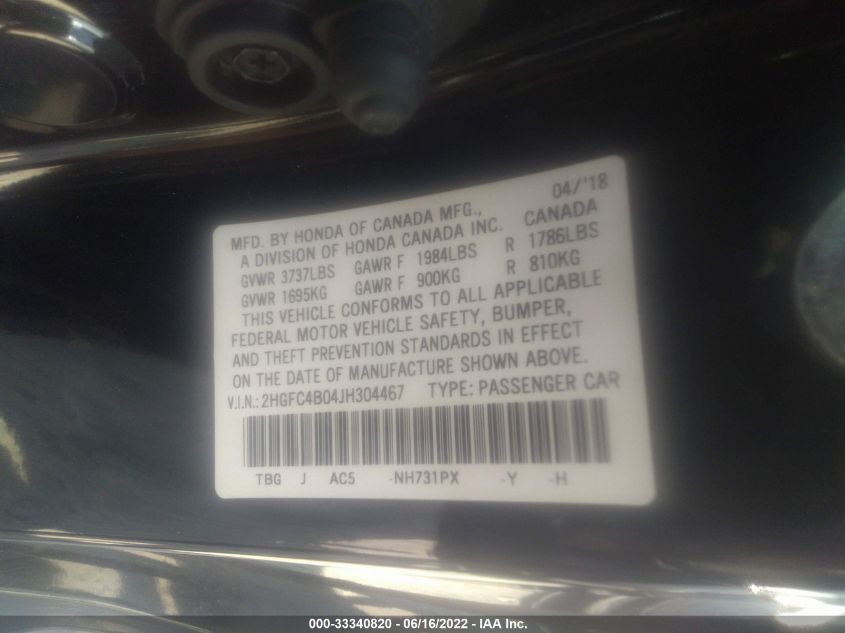 04/'18
MFD. BY HONDA OF CANADA MFG.,
A DIVISION OF HONDA CANADA INC. CANADA
GVWR 3737LBS GAWR F 1984LBS R 1786LBS
GVWR 1695KG GAWR F 900KG R 810KG
THIS VEHICLE CONFORMS TO ALL APPLICABLE
FEDERAL MOTOR VEHICLE SAFETY, BUMPER,
AND THEFT PREVENTION STANDARDS IN EFFECT
ON THE DATE OF MANUFACTURE SHOWN ABOVE.
V.I.N.: 2HGFC4B04JH304467 TYPE: PASSENGER CAR
TBG J AC5 -NH731PX -Y -H
000-33340820 - 06/16/2022 - IAA Inc.